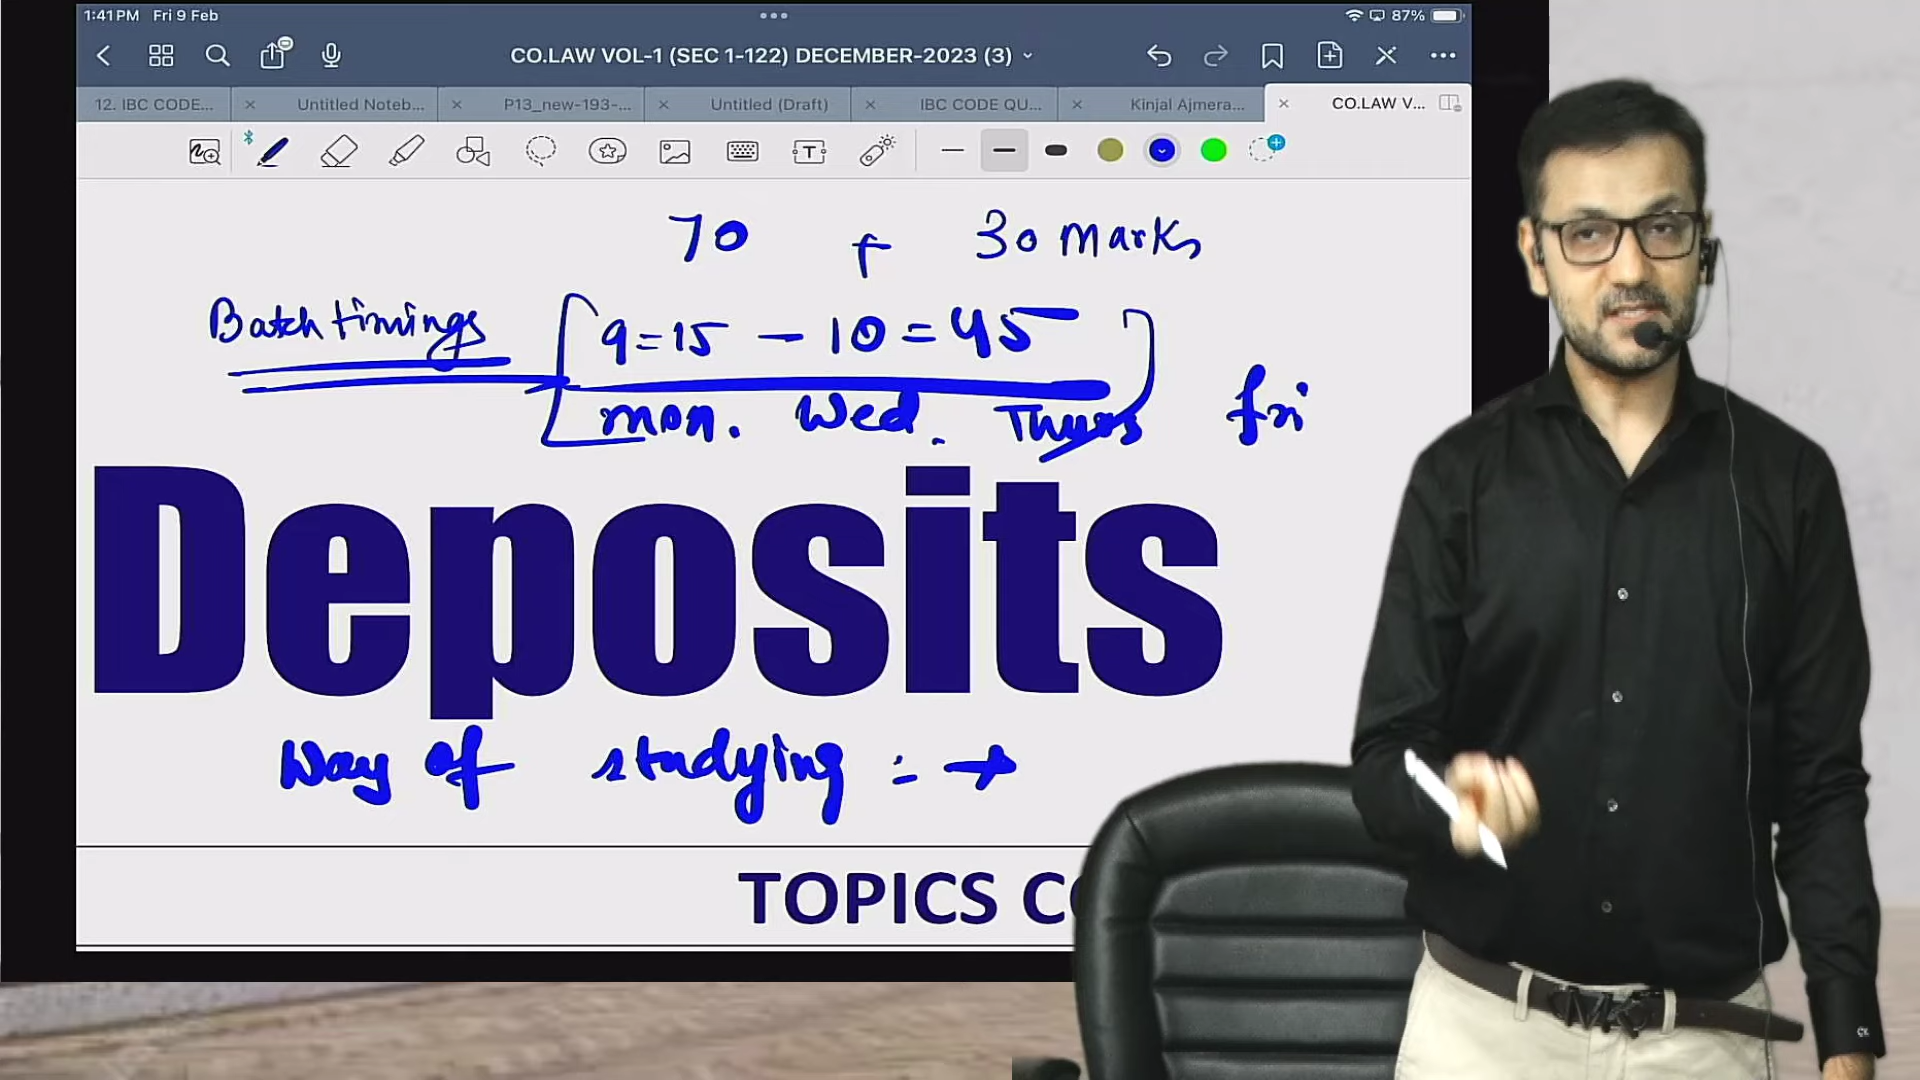 1:41 PM Fri 9 Feb 87%
CO.LAW VOL-1 (SEC 1-122) DECEMBER-2023 (3)
12. IBC CODE... Untitled Noteb... P13_new-193-... Untitled (Draft) IBC CODE QU... Kinjal Ajmera... CO.LAW V...
70 + 30 marks
Batch timings [9=15 - 10=45]
mon. Wed. Thurs fri
Deposits
Way of studying :- →
TOPICS CO